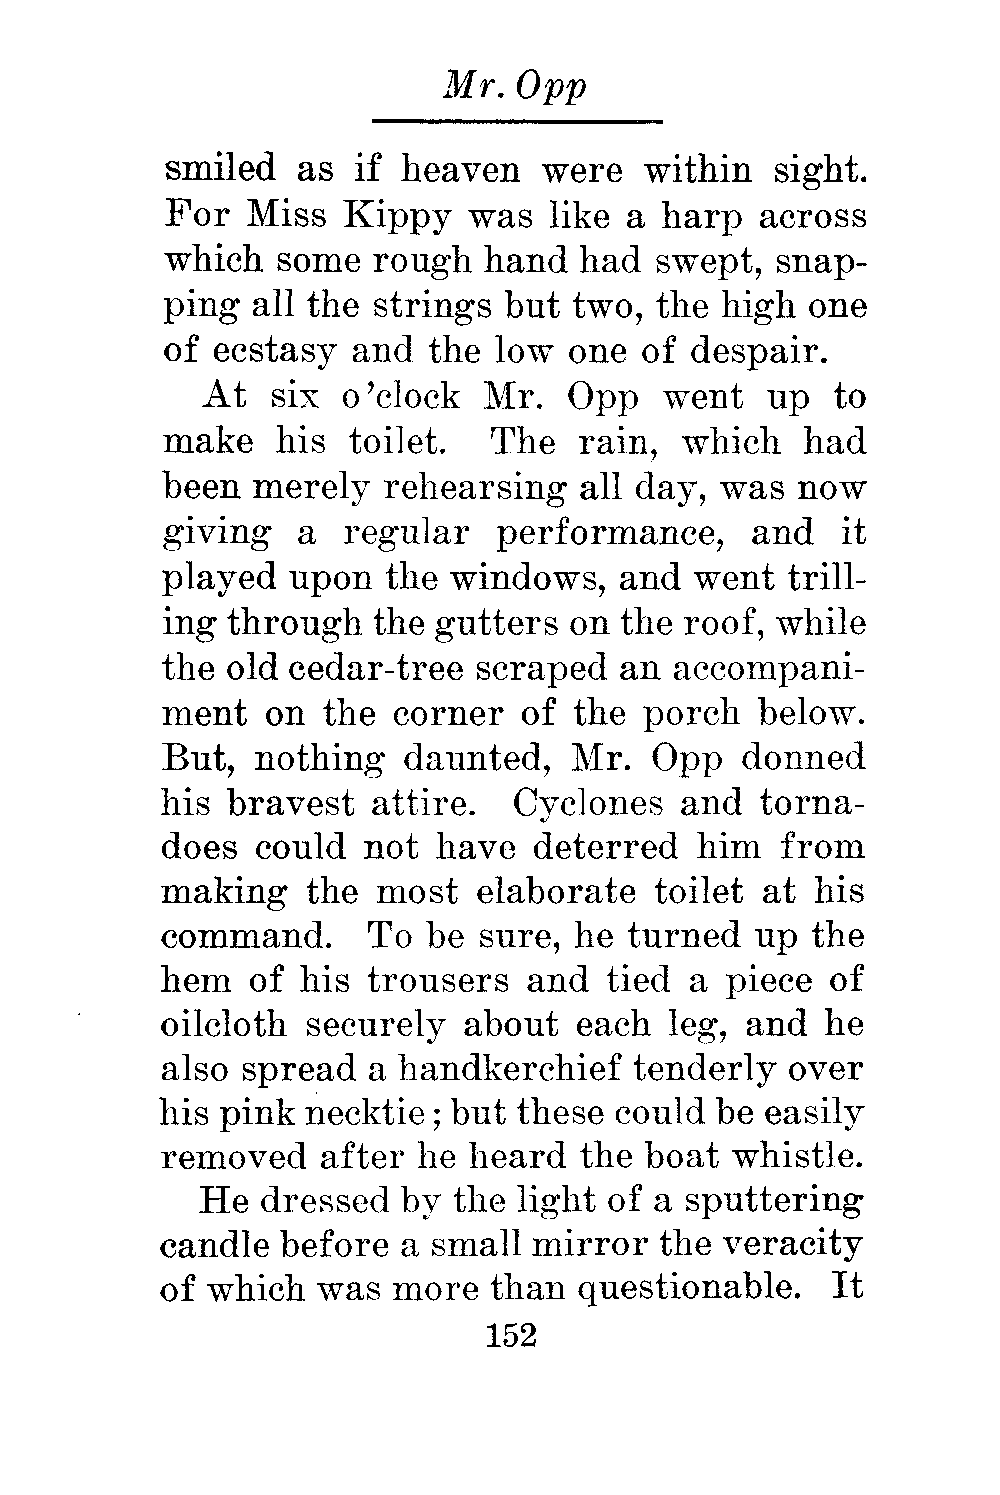 Mr. Opp
smiled as if heaven were within sight.
For Miss Kippy was like a harp across
which some rough hand had swept, snap-
ping all the strings but two, the high one
of ecstasy and the low one of despair.
At six o'clock Mr. Opp went up to
make his toilet. The rain, which had
been merely rehearsing all day, was now
giving a regular performance, and it
played upon the windows, and went trill-
ing through the gutters on the roof, while
the old cedar-tree scraped an accompani-
ment on the corner of the porch below.
But, nothing daunted, Mr. Opp donned
his bravest attire. Cyclones and torna-
does could not have deterred him from
making the most elaborate toilet at his
command. To be sure, he turned up the
hem of his trousers and tied a piece of
oilcloth securely about each leg, and he
also spread a handkerchief tenderly over
his pink necktie; but these could be easily
removed after he heard the boat whistle.
He dressed by the light of a sputtering
candle before a small mirror the veracity
of which was more than questionable. It
152